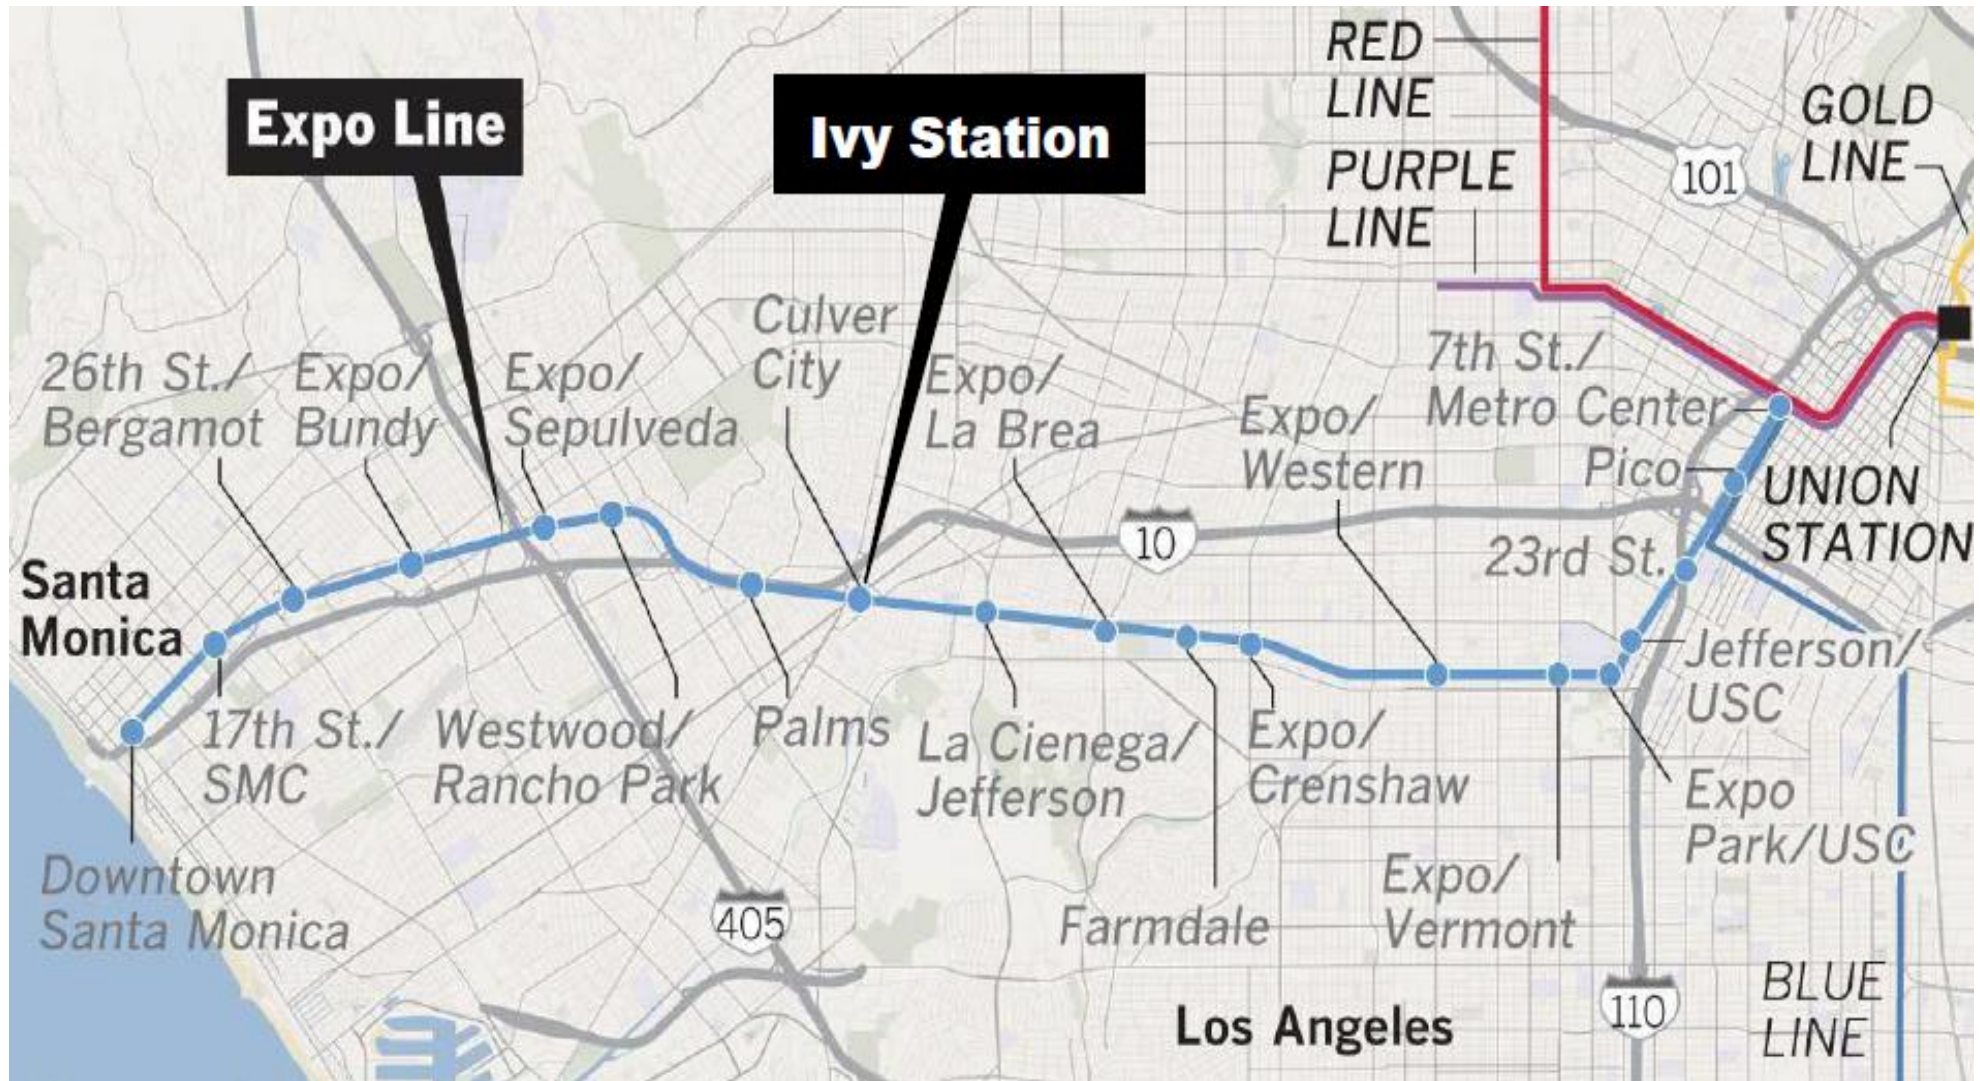 RED
LINE
PURPLE
LINE
GOLD
LINE
101
Expo Line
Ivy Station
Culver
City
26th St./
Bergamot
Expo/
Bundy
Expo/
Sepulveda
Expo/
La Brea
Expo/
Western
7th St./
Metro Center
Pico
UNION
STATION
10
23rd St.
Santa
Monica
17th St./
SMC
Westwood/
Rancho Park
Palms
La Cienega/
Jefferson
Expo/
Crenshaw
Jefferson/
USC
Expo
Park/USC
Downtown
Santa Monica
405
Farmdale
Expo/
Vermont
Los Angeles
110
BLUE
LINE